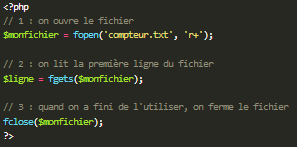 <?php
// 1 : on ouvre le fichier
$monfichier = fopen('compteur.txt', 'r+');
// 2 : on lit la première ligne du fichier
$ligne = fgets($monfichier);
// 3 : quand on a fini de l'utiliser, on ferme le fichier
fclose($monfichier);
?>